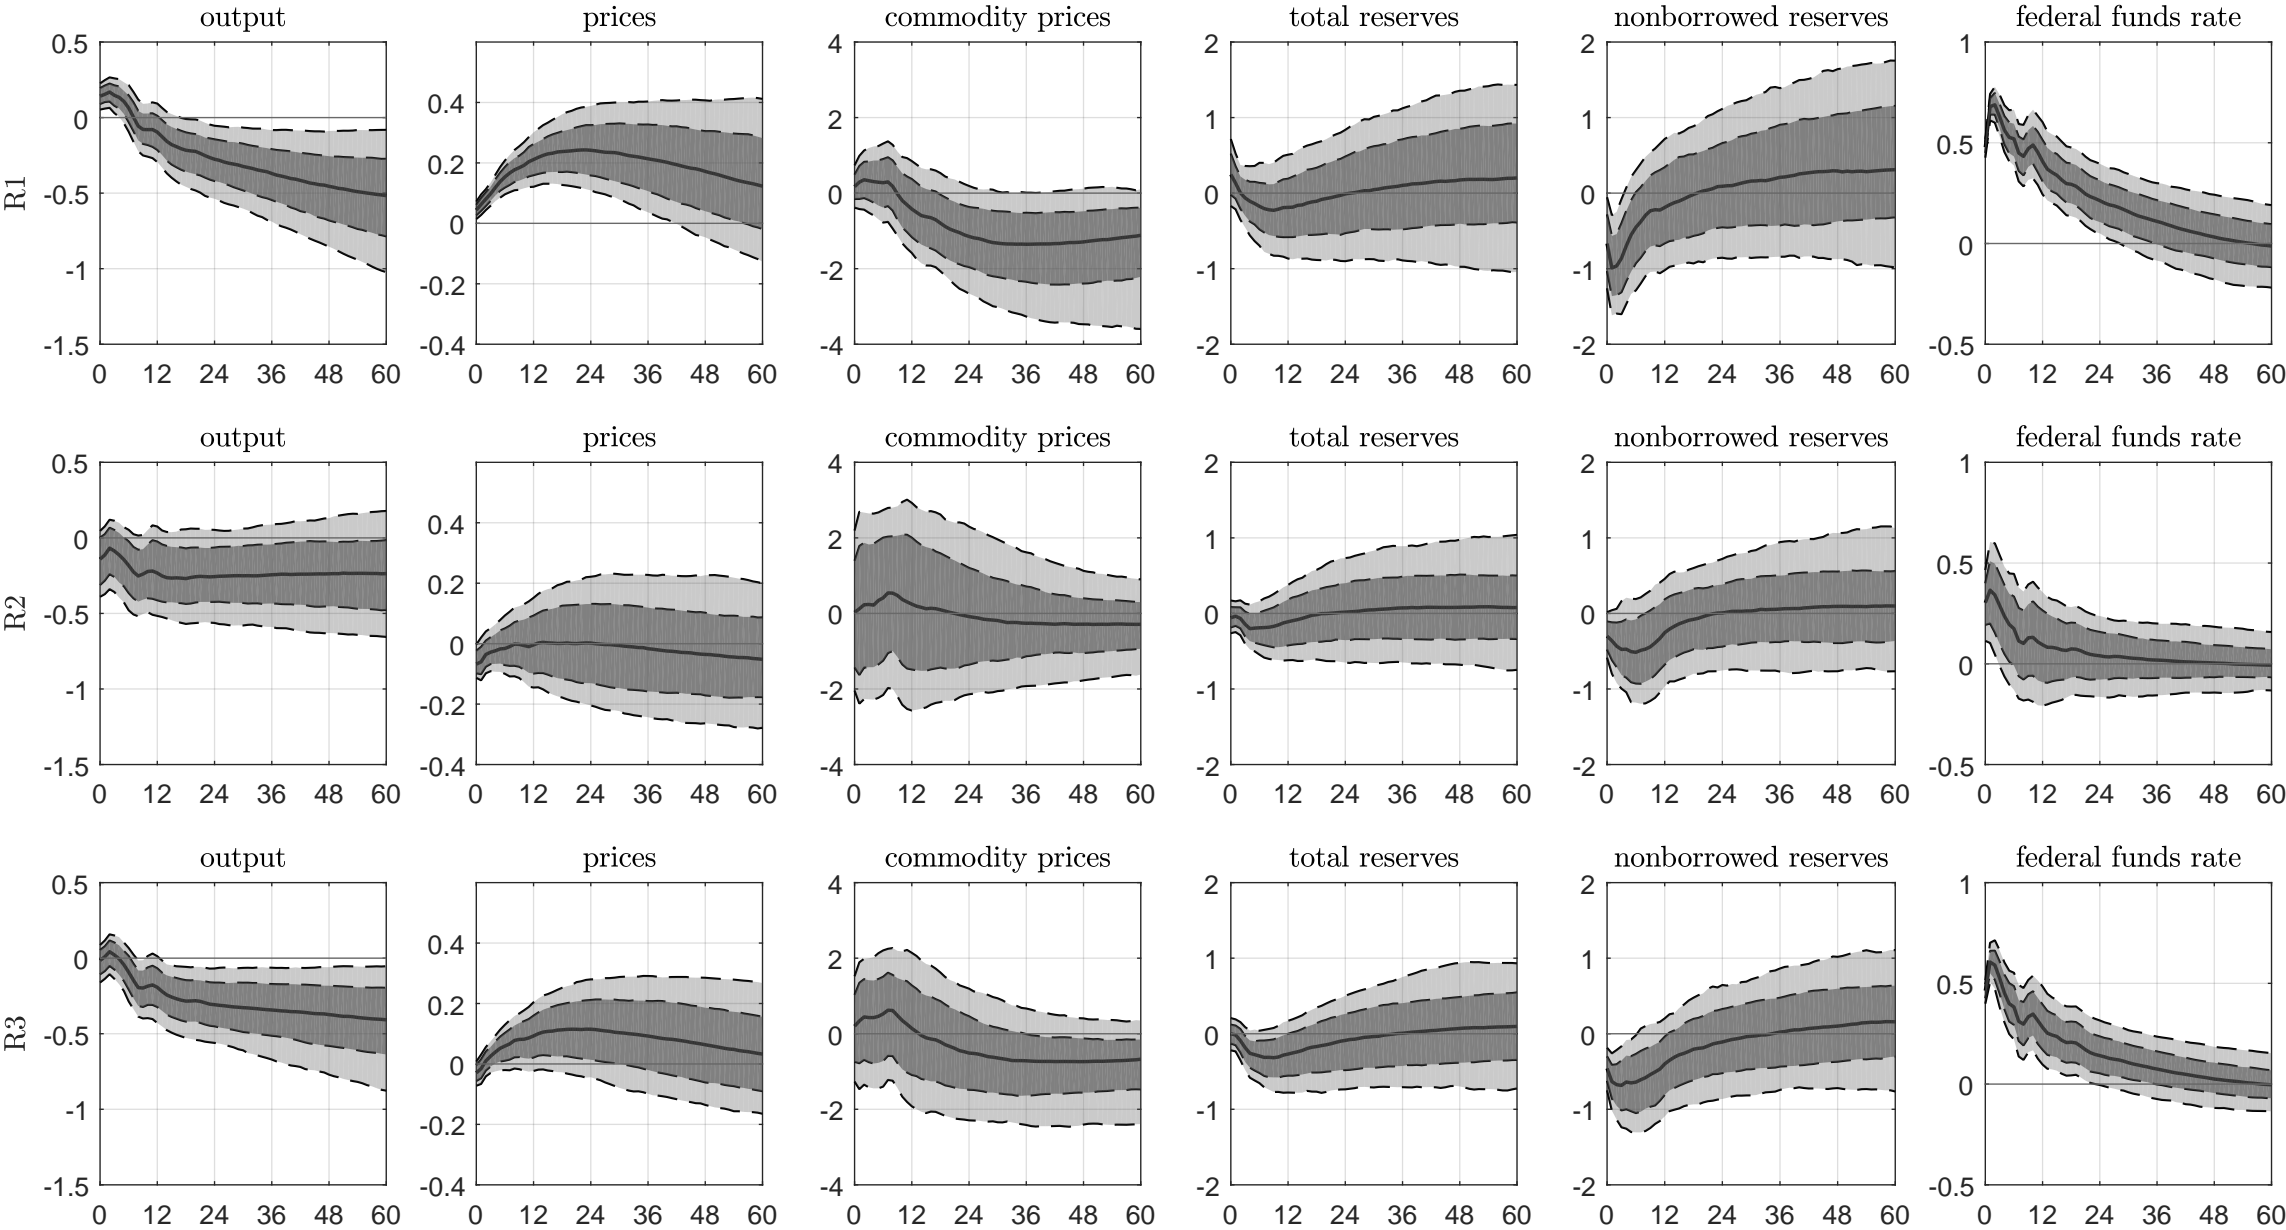 output prices commodity prices total reserves nonborrowed reserves federal funds rate
0.5 4 2 2 1
0.4
0 2 1 1 0.5
0.2
R1 -0.5 0 0 0 0
0
-1 -2 -1 -1
-0.2
-1.5 -0.4 -4 -2 -2 -0.5
0 12 24 36 48 60 0 12 24 36 48 60 0 12 24 36 48 60 0 12 24 36 48 60 0 12 24 36 48 60 0 12 24 36 48 60
output prices commodity prices total reserves nonborrowed reserves federal funds rate
0.5 4 2 2 1
0.4
0 2 1 1 0.5
0.2
R2 -0.5 0 0 0 0
0
-1 -2 -1 -1
-0.2
-1.5 -0.4 -4 -2 -2 -0.5
0 12 24 36 48 60 0 12 24 36 48 60 0 12 24 36 48 60 0 12 24 36 48 60 0 12 24 36 48 60 0 12 24 36 48 60
output prices commodity prices total reserves nonborrowed reserves federal funds rate
0.5 4 2 2 1
0.4
0 2 1 1 0.5
0.2
R3 -0.5 0 0 0 0
0
-1 -2 -1 -1
-0.2
-1.5 -0.4 -4 -2 -2 -0.5
0 12 24 36 48 60 0 12 24 36 48 60 0 12 24 36 48 60 0 12 24 36 48 60 0 12 24 36 48 60 0 12 24 36 48 60